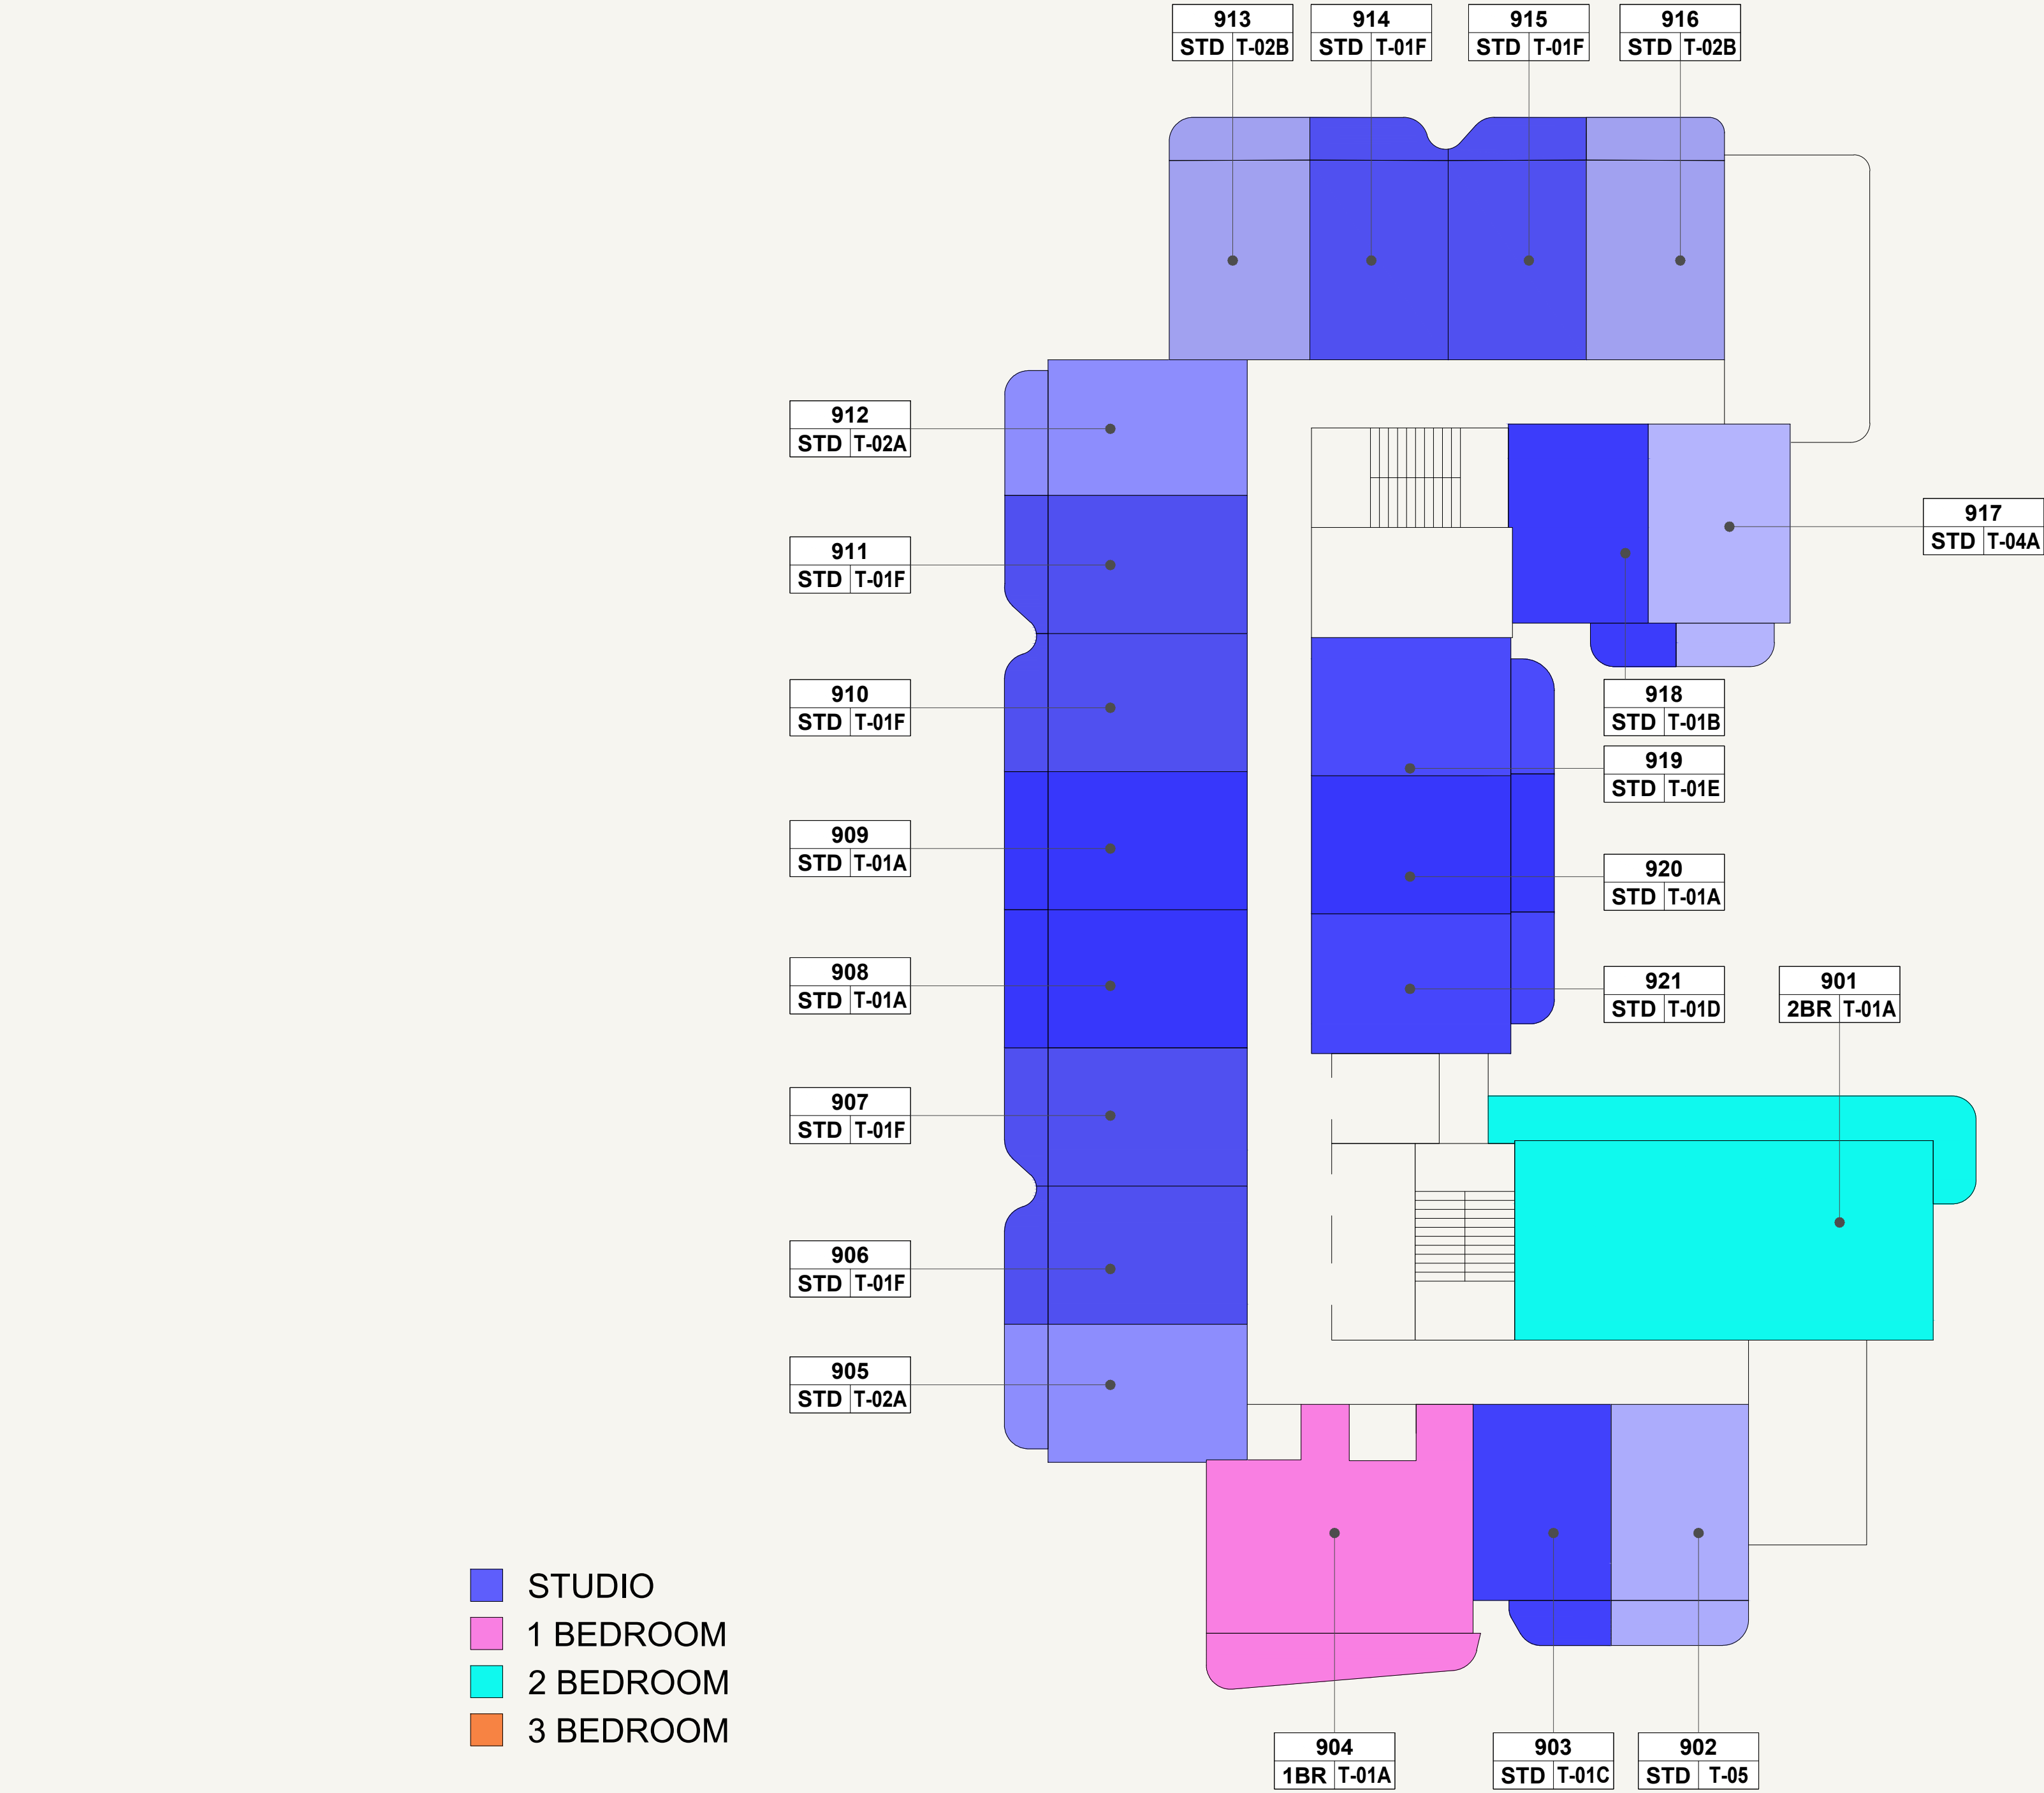 913
STD T-02B
914
STD T-01F
915
STD T-01F
916
STD T-02B
912
STD T-02A
911
STD T-01F
910
STD T-01F
909
STD T-01A
908
STD T-01A
907
STD T-01F
906
STD T-01F
905
STD T-02A
917
STD T-04A
918
STD T-01B
919
STD T-01E
920
STD T-01A
921
STD T-01D
901
2BR T-01A
904
1BR T-01A
903
STD T-01C
902
STD T-05
STUDIO
1 BEDROOM
2 BEDROOM
3 BEDROOM